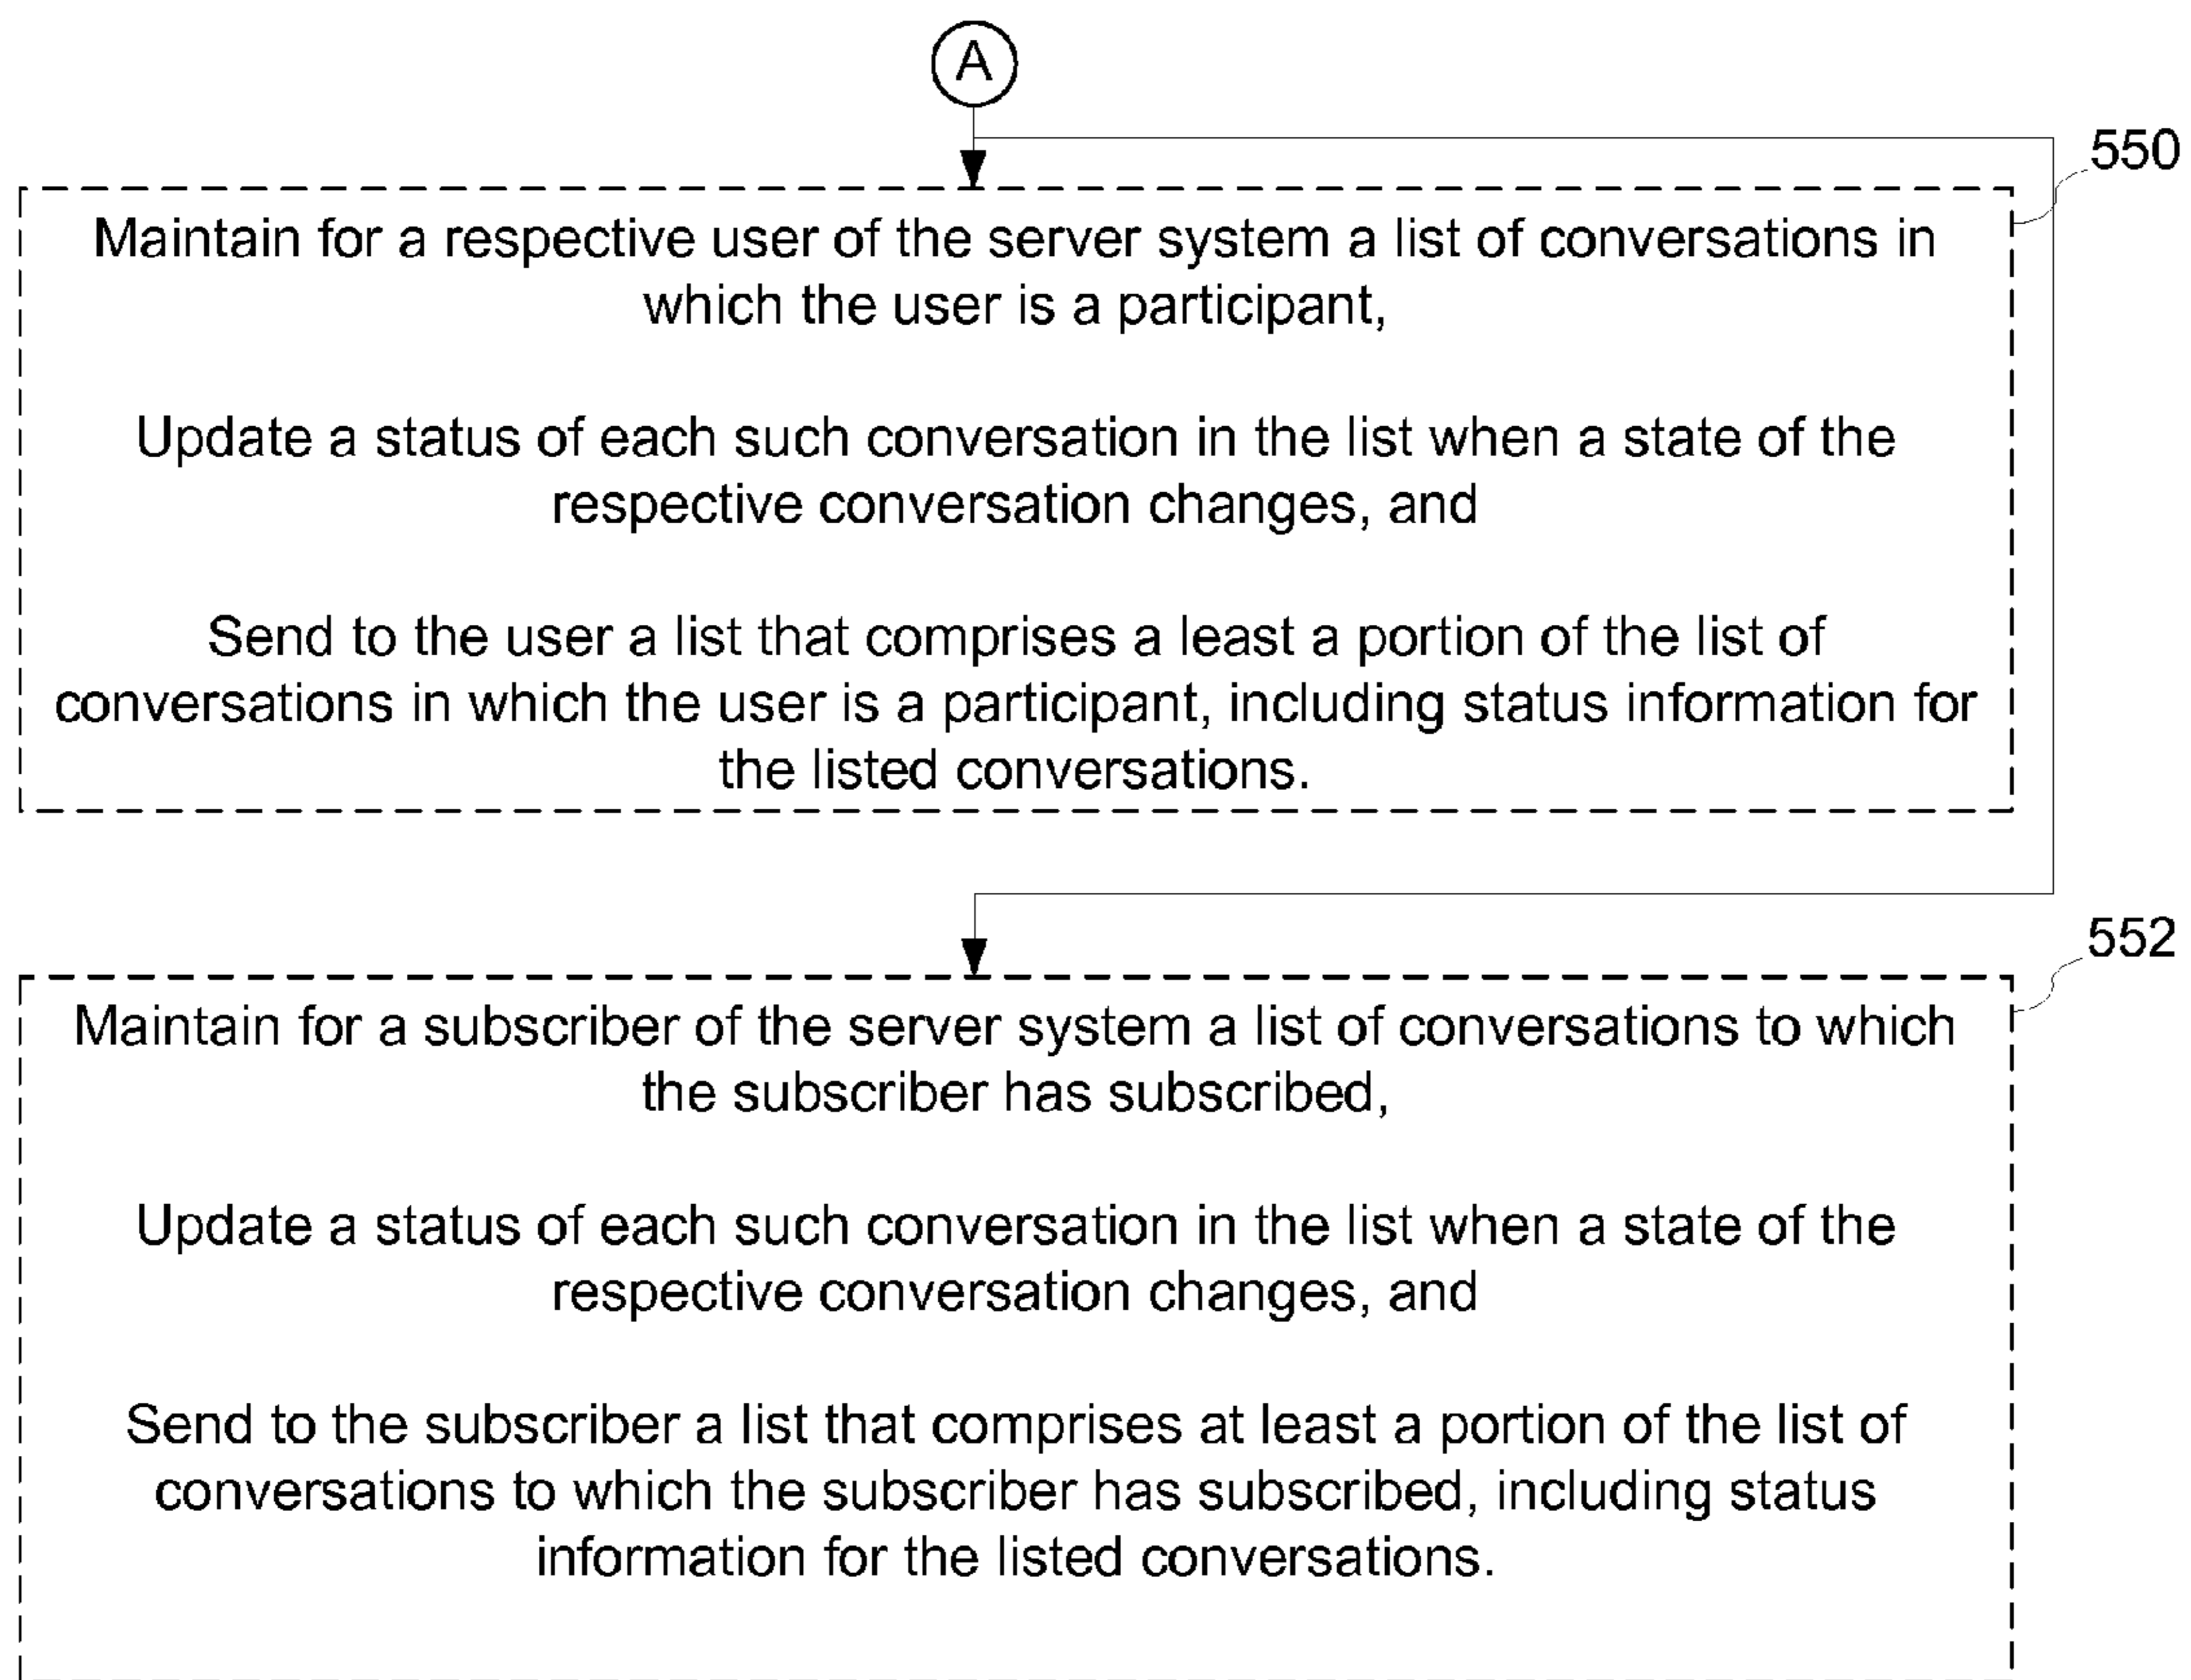 A
550
Maintain for a respective user of the server system a list of conversations in
which the user is a participant,
Update a status of each such conversation in the list when a state of the
respective conversation changes, and
Send to the user a list that comprises a least a portion of the list of
conversations in which the user is a participant, including status information for
the listed conversations.
552
Maintain for a subscriber of the server system a list of conversations to which
the subscriber has subscribed,
Update a status of each such conversation in the list when a state of the
respective conversation changes, and
Send to the subscriber a list that comprises at least a portion of the list of
conversations to which the subscriber has subscribed, including status
information for the listed conversations.